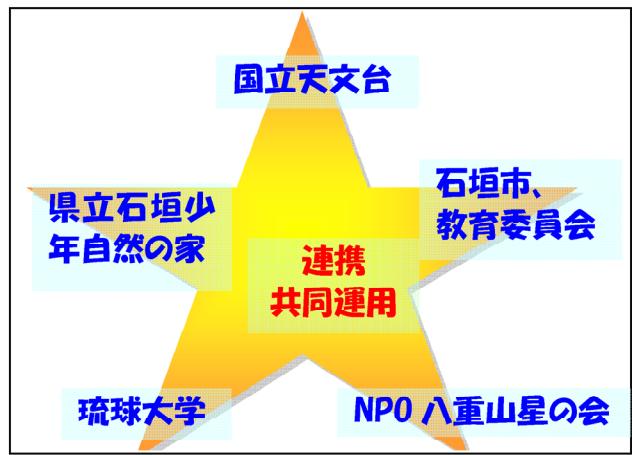 国立天文台
県立石垣少
年自然の家
石垣市、
教育委員会
連携
共同運用
琉球大学
NPO 八重山星の会